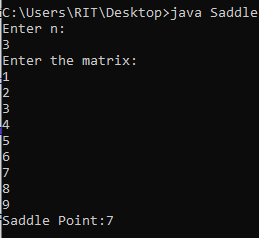 C:\Users\RIT\Desktop>java Saddle
Enter n:
3
Enter the matrix:
1
2
3
4
5
6
7
8
9
Saddle Point:7